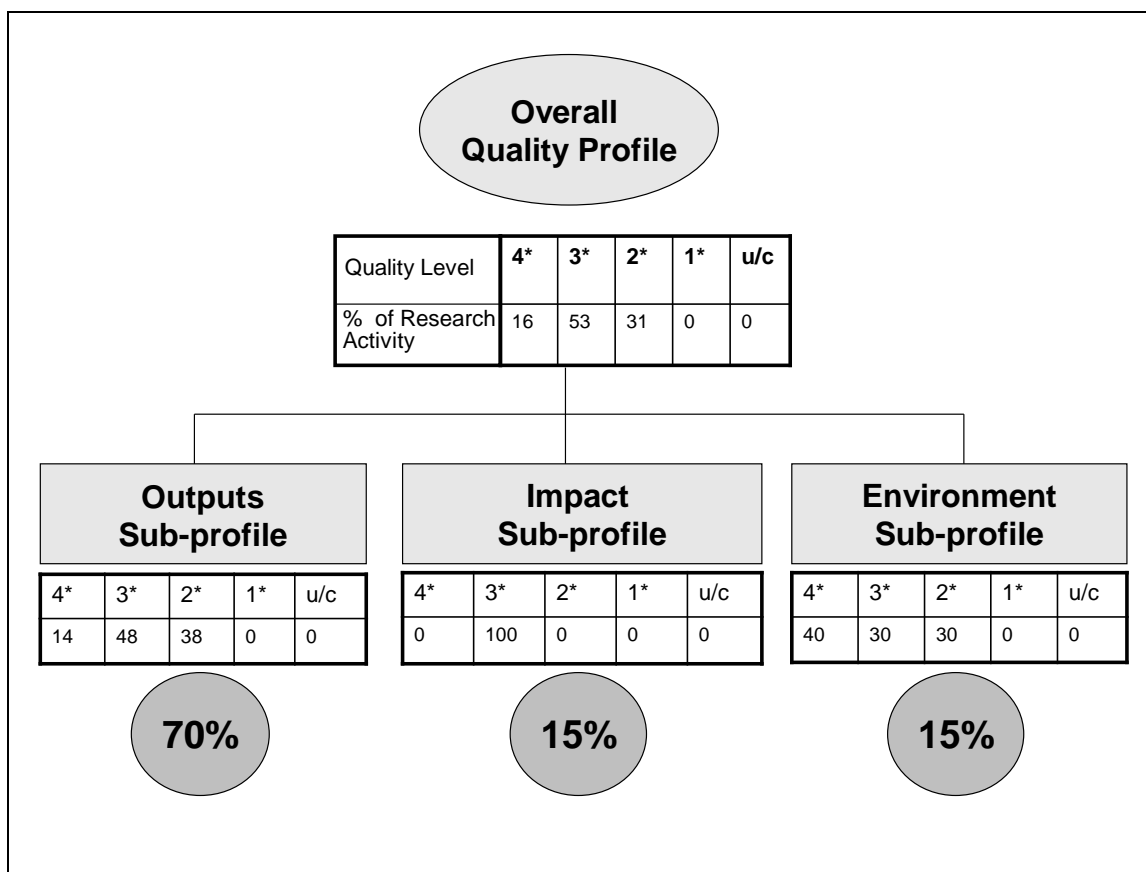 Overall
Quality Profile
Quality Level 4* 3* 2* 1* u/c
% of Research
Activity 16 53 31 0 0
Outputs
Sub-profile
Impact
Sub-profile
Environment
Sub-profile
4* 3* 2* 1* u/c
14 48 38 0 0
4* 3* 2* 1* u/c
0 100 0 0 0
4* 3* 2* 1* u/c
40 30 30 0 0
70%
15%
15%